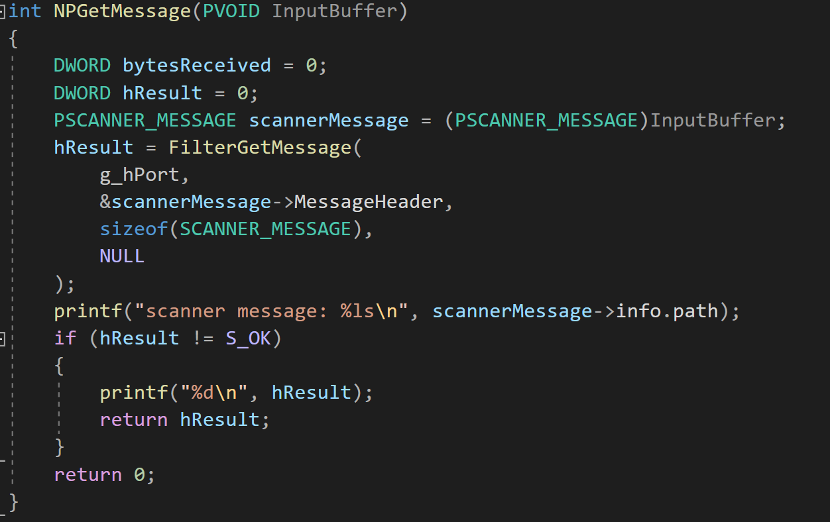 int NPGetMessage(PVOID InputBuffer)
{
    DWORD bytesReceived = 0;
    DWORD hResult = 0;
    PSCANNER_MESSAGE scannerMessage = (PSCANNER_MESSAGE)InputBuffer;
    hResult = FilterGetMessage(
        g_hPort,
        &scannerMessage->MessageHeader,
        sizeof(SCANNER_MESSAGE),
        NULL
    );
    printf("scanner message: %ls\n", scannerMessage->info.path);
    if (hResult != S_OK)
    {
        printf("%d\n", hResult);
        return hResult;
    }
    return 0;
}